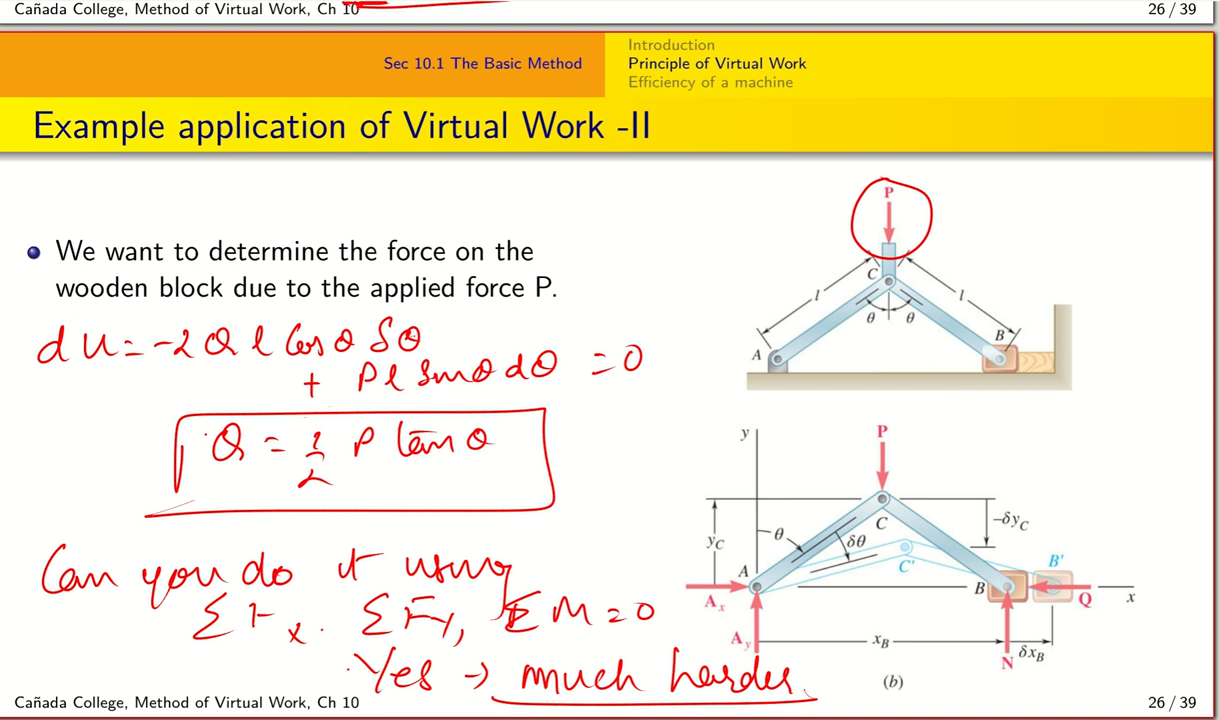 Cañada College, Method of Virtual Work, Ch 10
26 / 39
Sec 10.1 The Basic Method
Introduction
Principle of Virtual Work
Efficiency of a machine
Example application of Virtual Work -II
We want to determine the force on the
wooden block due to the applied force P.
dU = -2Q l Cos θ δθ
+ Pl Sinθ dθ = 0
Q = 1/2 P tan θ
Can you do it using
Σ Fx. Σ Fy, Σ M = 0
Yes → much harder
P
C
l
l
θ
θ
A
B
y
P
C
-δyC
yC
θ
δθ
C'
A
B
B'
Ax
Q
x
Ay
xB
N
δxB
(b)
Cañada College, Method of Virtual Work, Ch 10
26 / 39